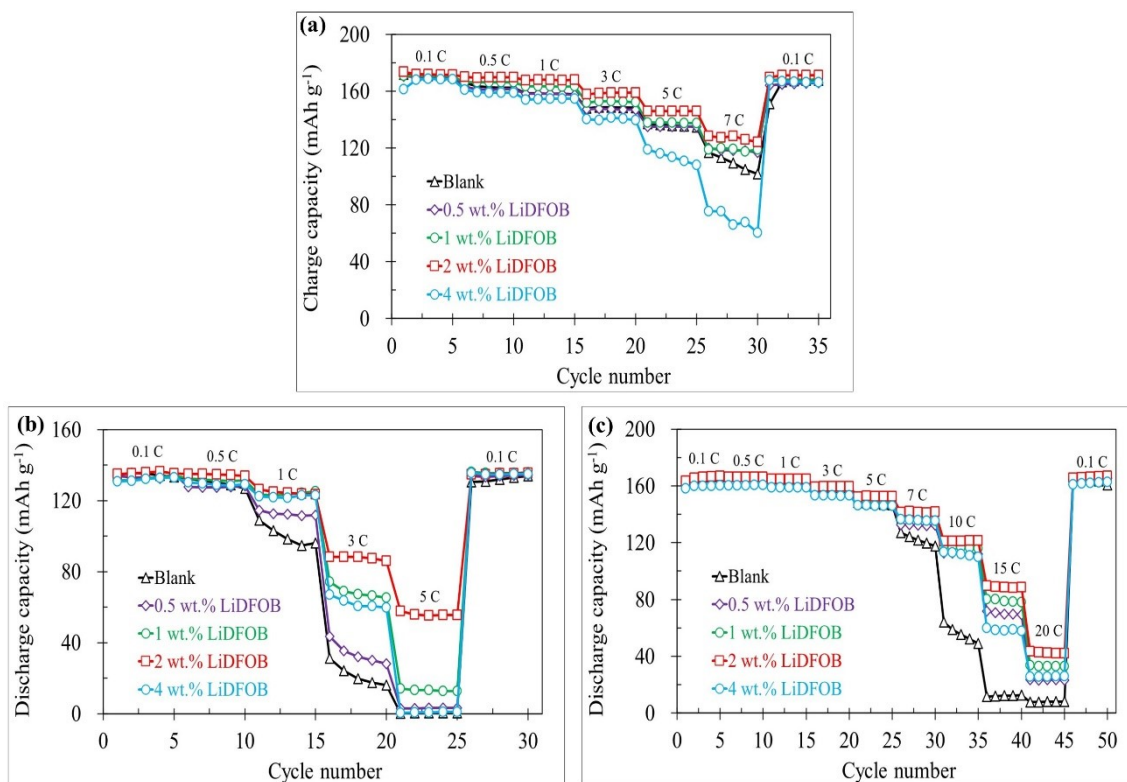 (a)
200
160
120
80
40
0
Charge capacity (mAh g⁻¹)
0.1 C
0.5 C
1 C
3 C
5 C
7 C
0.1 C
Blank
0.5 wt.% LiDFOB
1 wt.% LiDFOB
2 wt.% LiDFOB
4 wt.% LiDFOB
0 5 10 15 20 25 30 35
Cycle number
(b)
160
120
80
40
0
Discharge capacity (mAh g⁻¹)
0.1 C
0.5 C
1 C
3 C
5 C
0.1 C
Blank
0.5 wt.% LiDFOB
1 wt.% LiDFOB
2 wt.% LiDFOB
4 wt.% LiDFOB
0 5 10 15 20 25 30
Cycle number
(c)
200
160
120
80
40
0
Discharge capacity (mAh g⁻¹)
0.1 C
0.5 C
1 C
3 C
5 C
7 C
10 C
15 C
20 C
0.1 C
Blank
0.5 wt.% LiDFOB
1 wt.% LiDFOB
2 wt.% LiDFOB
4 wt.% LiDFOB
0 5 10 15 20 25 30 35 40 45 50
Cycle number